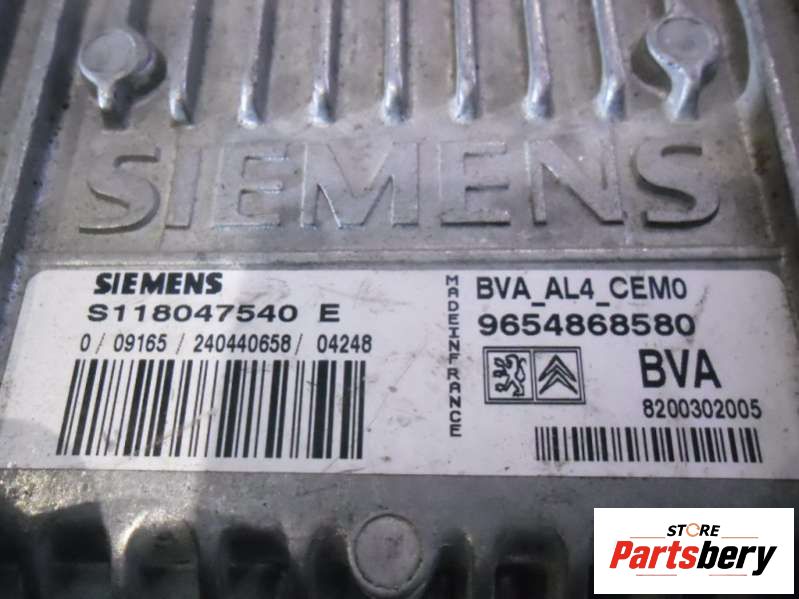 SIEMENS
SIEMENS
S118047540 E
0 / 09165 / 240440658 / 04248
MADEINFRANCE
BVA_AL4_CEM0
9654868580
BVA
8200302005
STORE
Partsbery